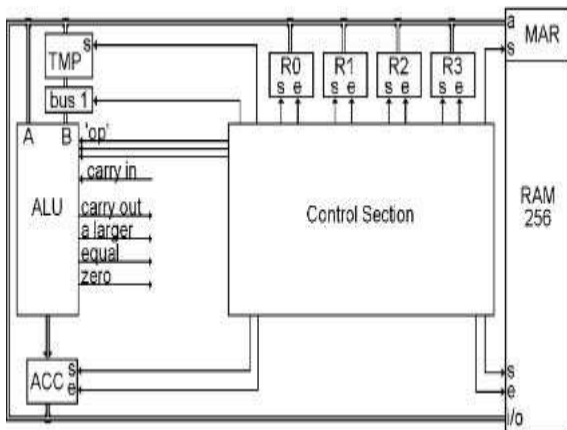 a
MAR
s
TMP s
R0 R1 R2 R3
s e s e s e s e
bus 1
A B 'op'
carry in
ALU
carry out
a larger
equal
zero
Control Section
RAM
256
ACC s
e
s
e
i/o